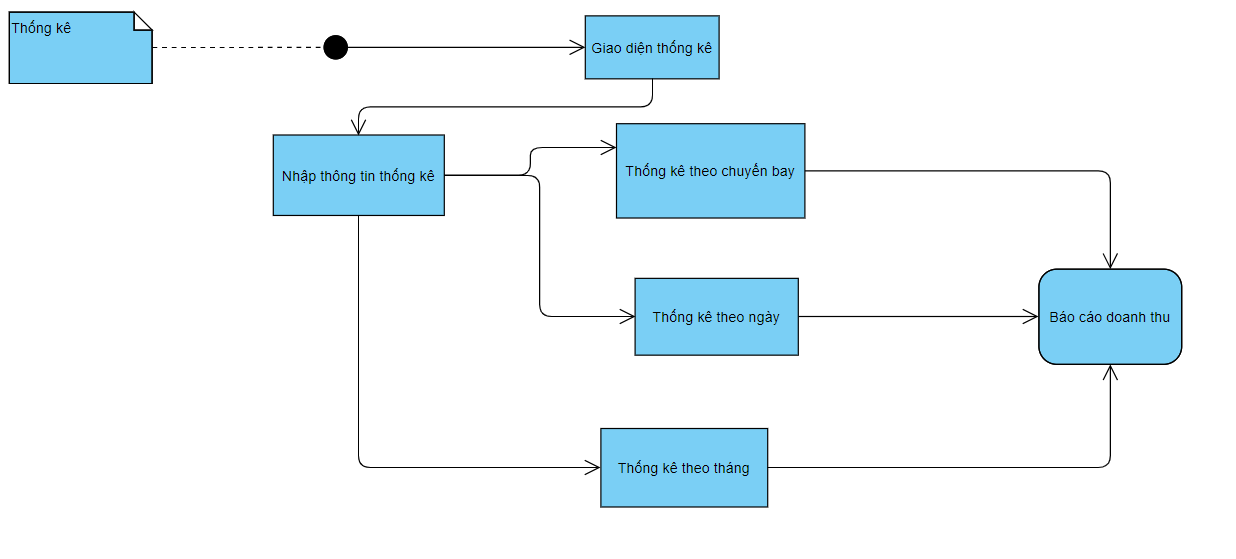 Thống kê
Giao diện thống kê
Nhập thông tin thống kê
Thống kê theo chuyến bay
Thống kê theo ngày
Báo cáo doanh thu
Thống kê theo tháng